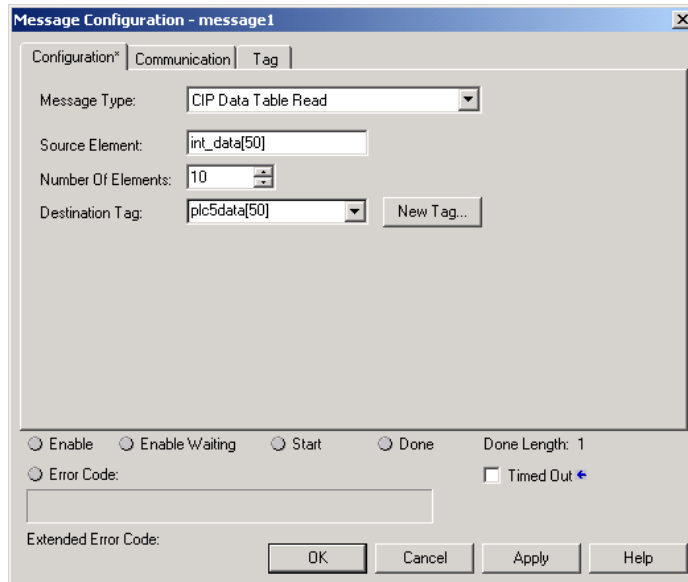 Message Configuration - message1
Configuration* Communication Tag
Message Type: CIP Data Table Read
Source Element: int_data[50]
Number Of Elements: 10
Destination Tag: plc5data[50] New Tag...
Enable Enable Waiting Start Done Done Length: 1
Error Code: Timed Out
Extended Error Code:
OK Cancel Apply Help